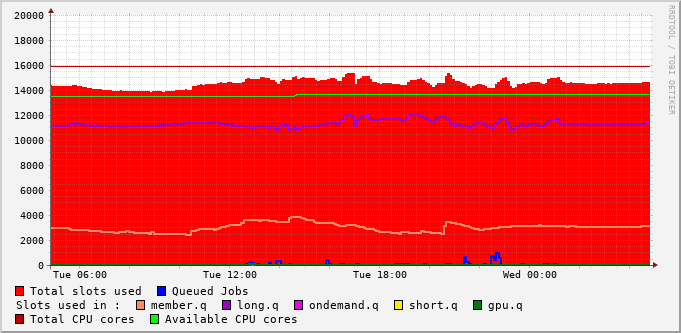 20000
18000
16000
14000
12000
10000
8000
6000
4000
2000
0
Tue 06:00 Tue 12:00 Tue 18:00 Wed 00:00
Total slots used Queued Jobs
Slots used in : member.q long.q ondemand.q short.q gpu.q
Total CPU cores Available CPU cores
RRDTOOL / TOBI OETIKER